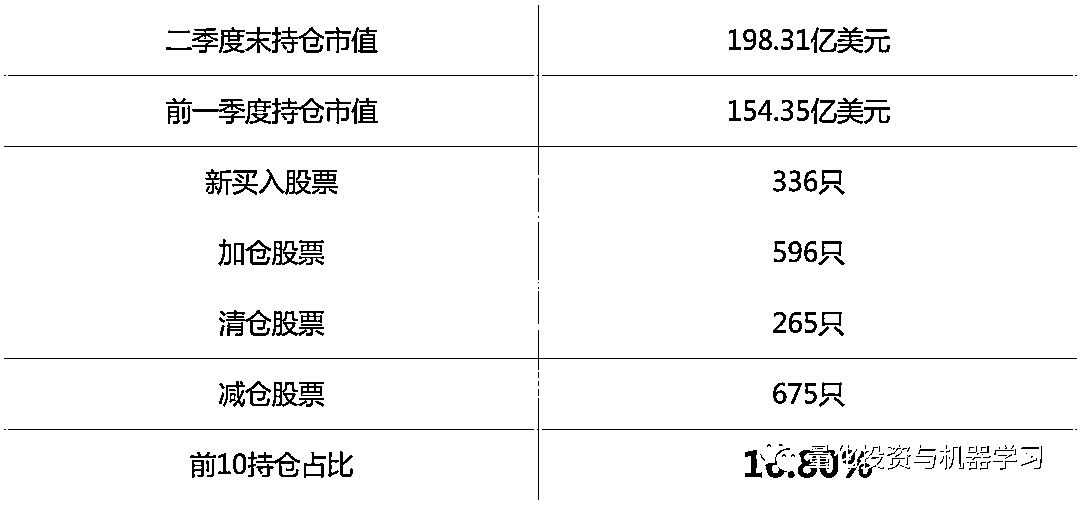 二季度末持仓市值 198.31亿美元
前一季度持仓市值 154.35亿美元
新买入股票 336只
加仓股票 596只
清仓股票 265只
减仓股票 675只
前10持仓占比
量化投资与机器学习